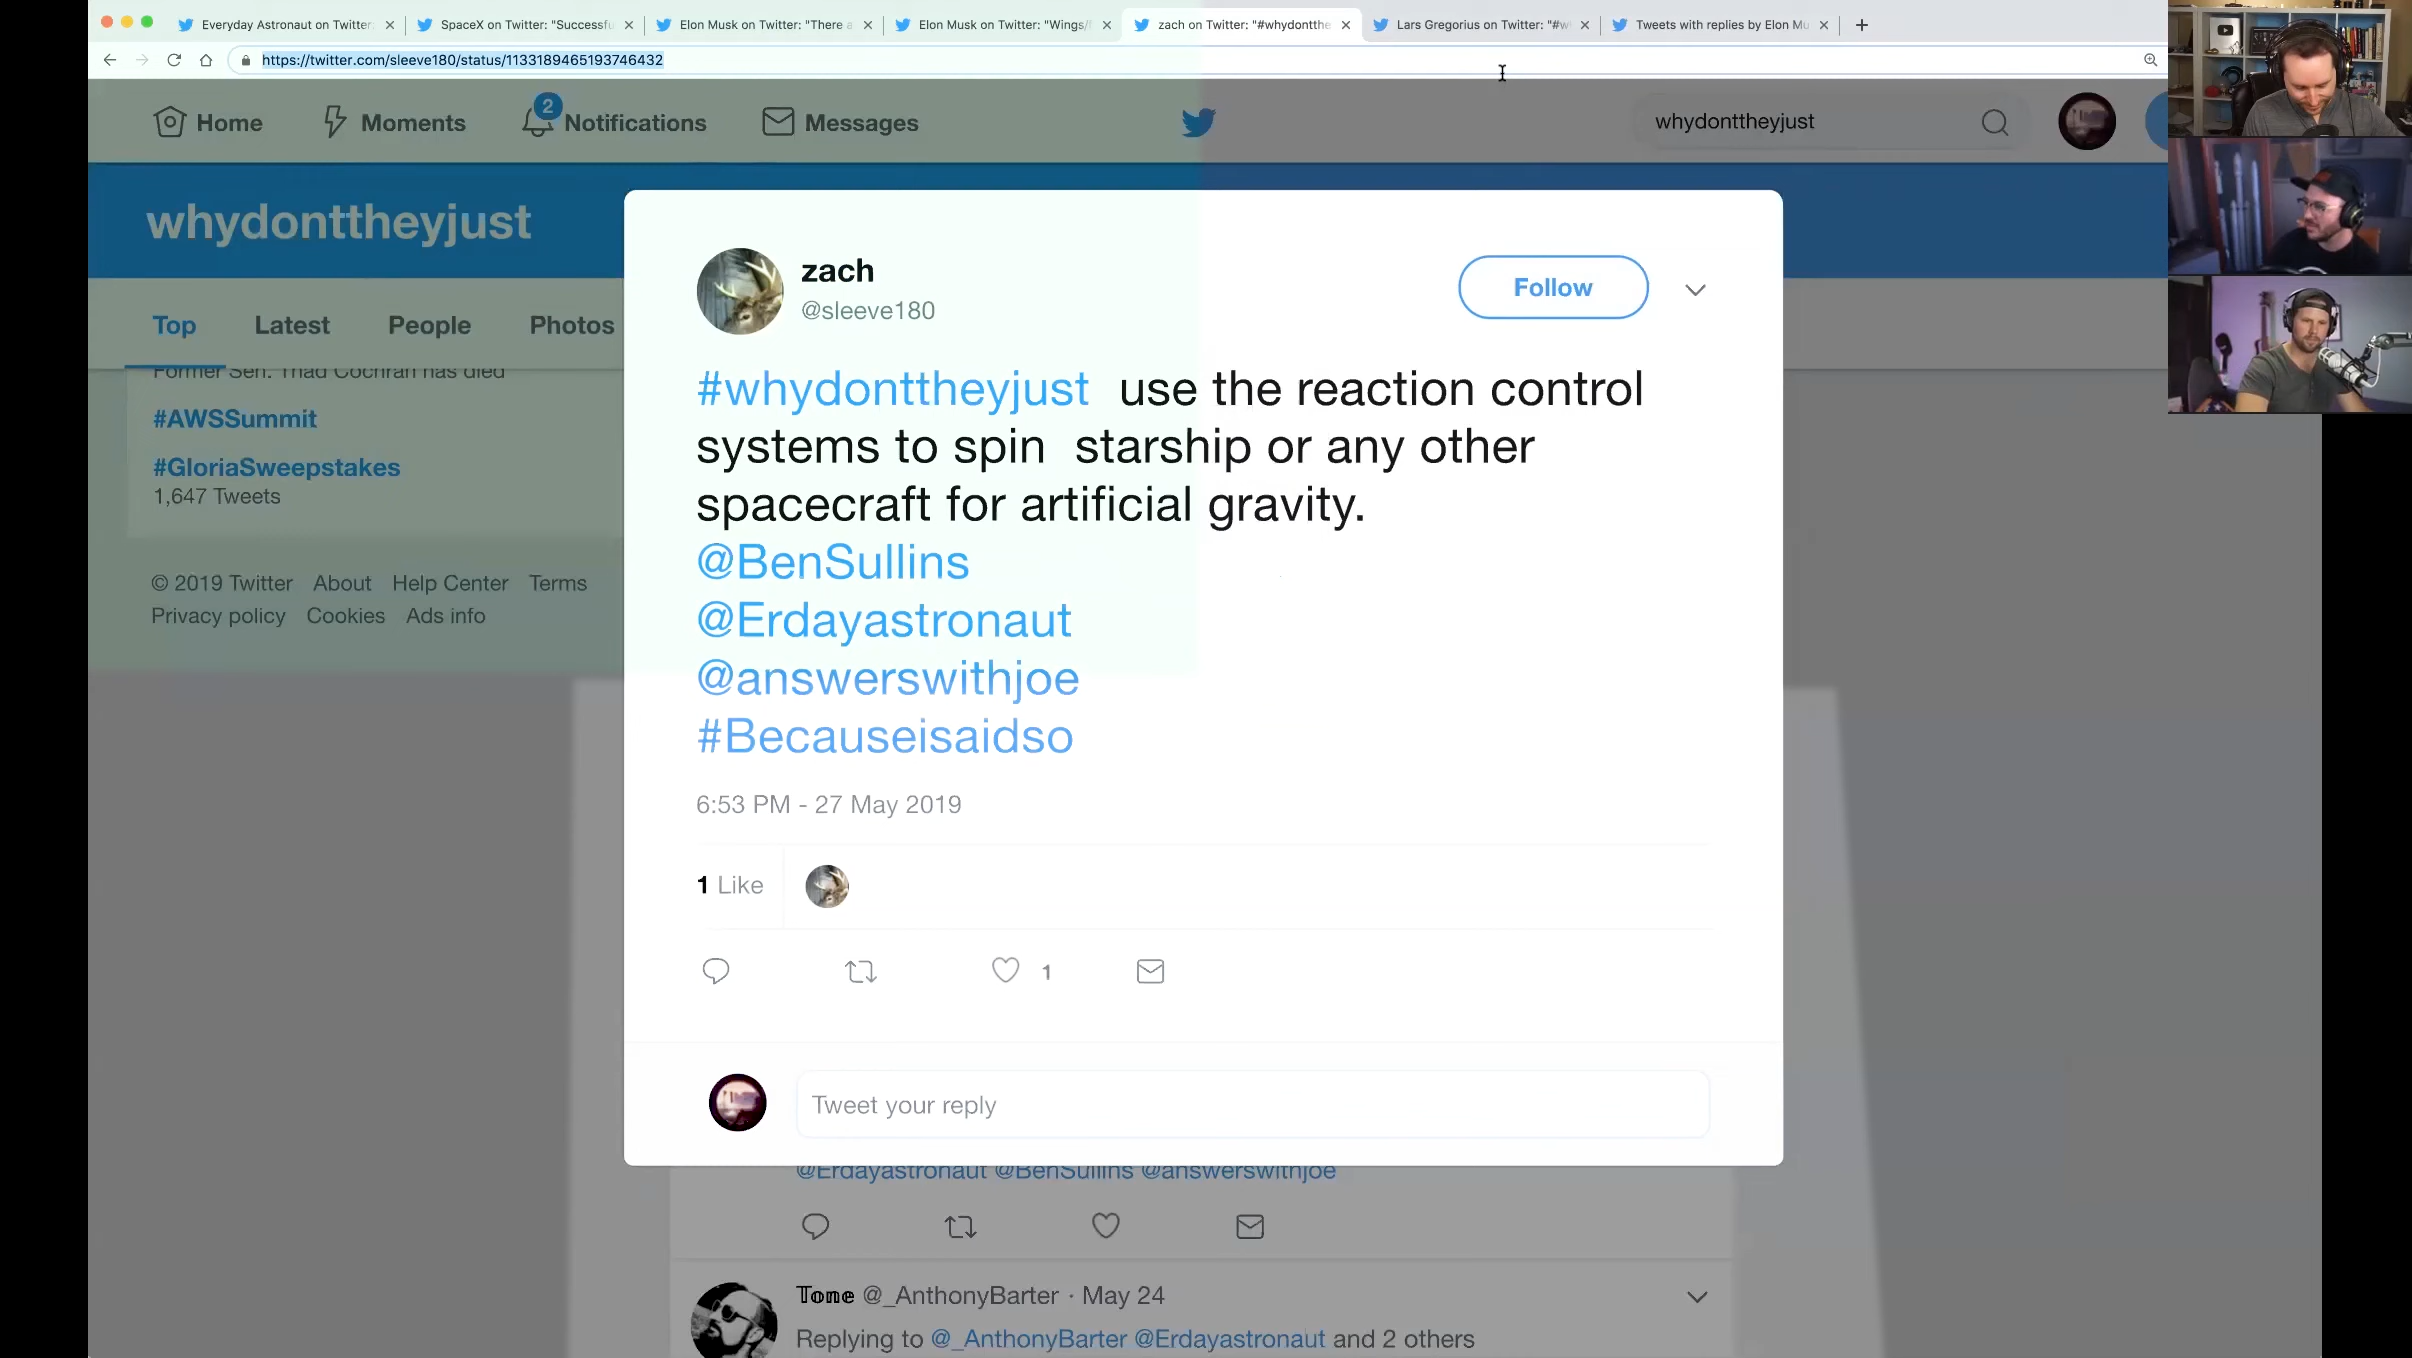 Everyday Astronaut on Twitter
SpaceX on Twitter: "Successfu
Elon Musk on Twitter: "There a
Elon Musk on Twitter: "Wings/
zach on Twitter: "#whydontthe
Lars Gregorius on Twitter: "#w
Tweets with replies by Elon Mu
https://twitter.com/sleeve180/status/1133189465193746432
Home
Moments
2
Notifications
Messages
whydonttheyjust
whydonttheyjust
Top
Latest
People
Photos
Former Sen. Thad Cochran has died
#AWSSummit
#GloriaSweepstakes
1,647 Tweets
© 2019 Twitter About Help Center Terms
Privacy policy Cookies Ads info
zach
@sleeve180
Follow
#whydonttheyjust use the reaction control
systems to spin starship or any other
spacecraft for artificial gravity.
@BenSullins
@Erdayastronaut
@answerswithjoe
#Becauseisaidso
6:53 PM - 27 May 2019
1 Like
1
Tweet your reply
@Erdayastronaut @BenSullins @answerswithjoe
Tone @_AnthonyBarter · May 24
Replying to @_AnthonyBarter @Erdayastronaut and 2 others